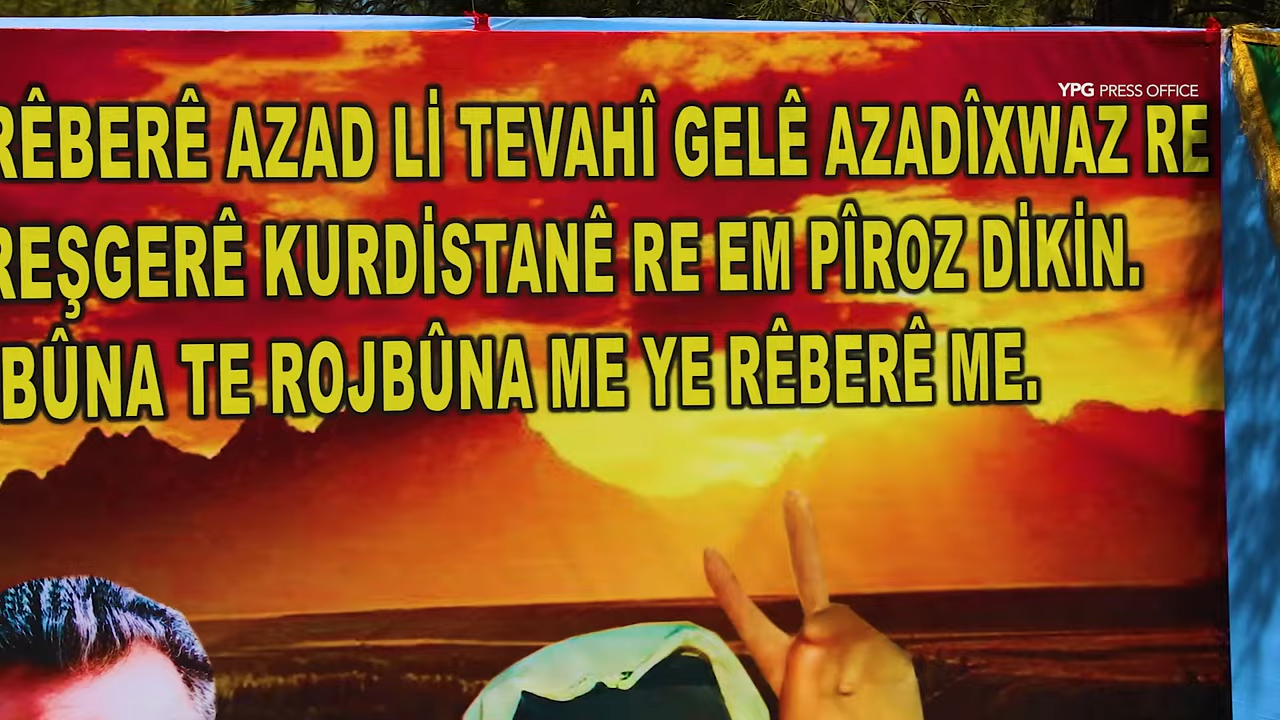 YPG PRESS OFFICE
RÊBERÊ AZAD Lİ TEVAHÎ GELÊ AZADÎXWAZ RE
REŞGERÊ KURDİSTANÊ RE EM PÎROZ DİKİN.
BÛNA TE ROJBÛNA ME YE RÊBERÊ ME.